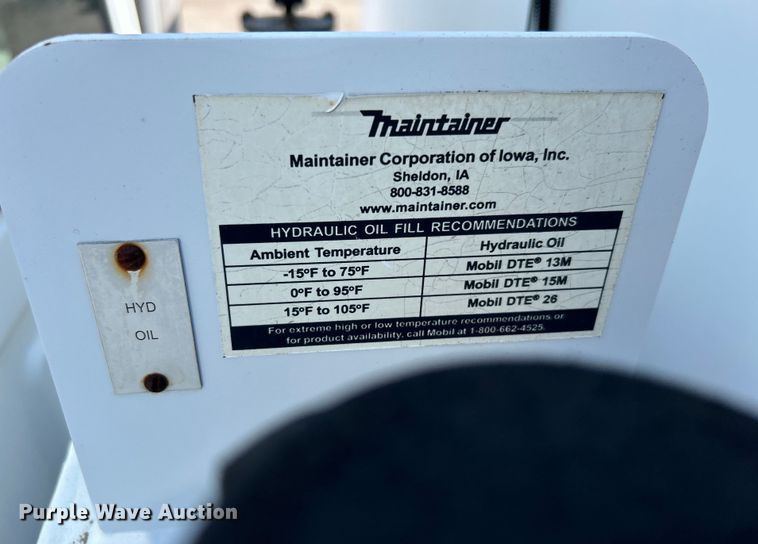 Maintainer
Maintainer Corporation of Iowa, Inc.
Sheldon, IA
800-831-8588
www.maintainer.com
HYDRAULIC OIL FILL RECOMMENDATIONS
Ambient Temperature Hydraulic Oil
-15ºF to 75ºF Mobil DTE® 13M
0ºF to 95ºF Mobil DTE® 15M
15ºF to 105ºF Mobil DTE® 26
For extreme high or low temperature recommendations or
for product availability, call Mobil at 1-800-662-4525.
HYD
OIL
Purple Wave Auction